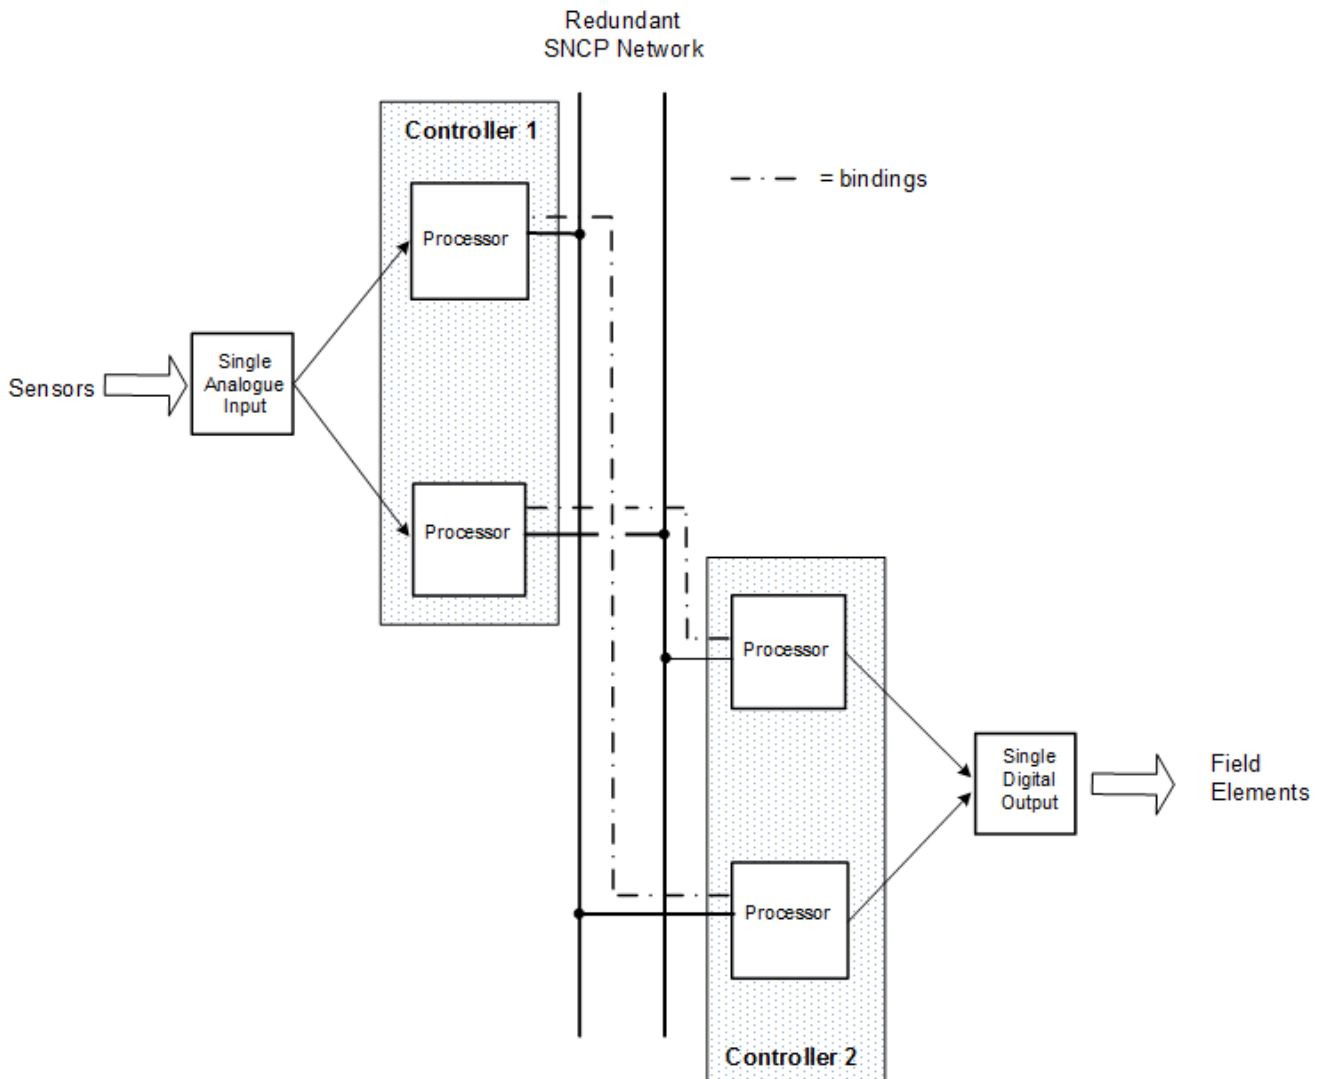 Redundant
SNCP Network
Controller 1
= bindings
Processor
Single
Analogue
Input
Sensors
Processor
Processor
Single
Digital
Output
Field
Elements
Processor
Controller 2